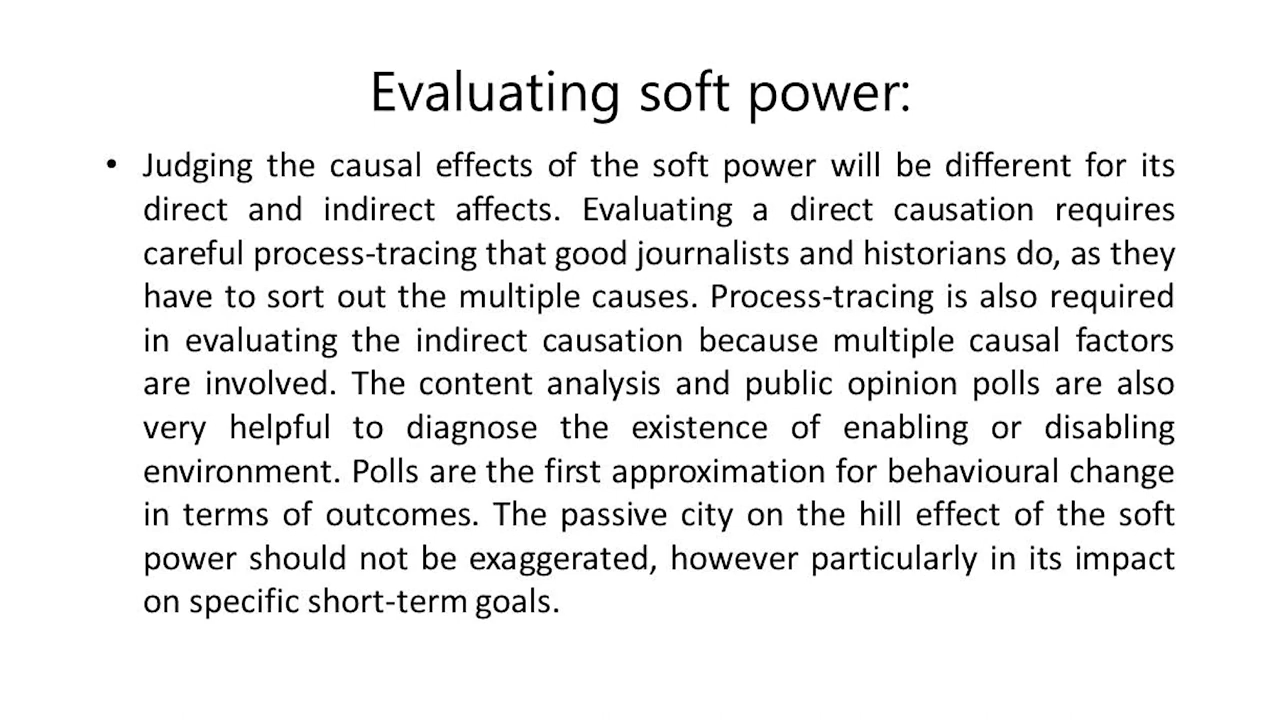 Evaluating soft power:
• Judging the causal effects of the soft power will be different for its
direct and indirect affects. Evaluating a direct causation requires
careful process-tracing that good journalists and historians do, as they
have to sort out the multiple causes. Process-tracing is also required
in evaluating the indirect causation because multiple causal factors
are involved. The content analysis and public opinion polls are also
very helpful to diagnose the existence of enabling or disabling
environment. Polls are the first approximation for behavioural change
in terms of outcomes. The passive city on the hill effect of the soft
power should not be exaggerated, however particularly in its impact
on specific short-term goals.